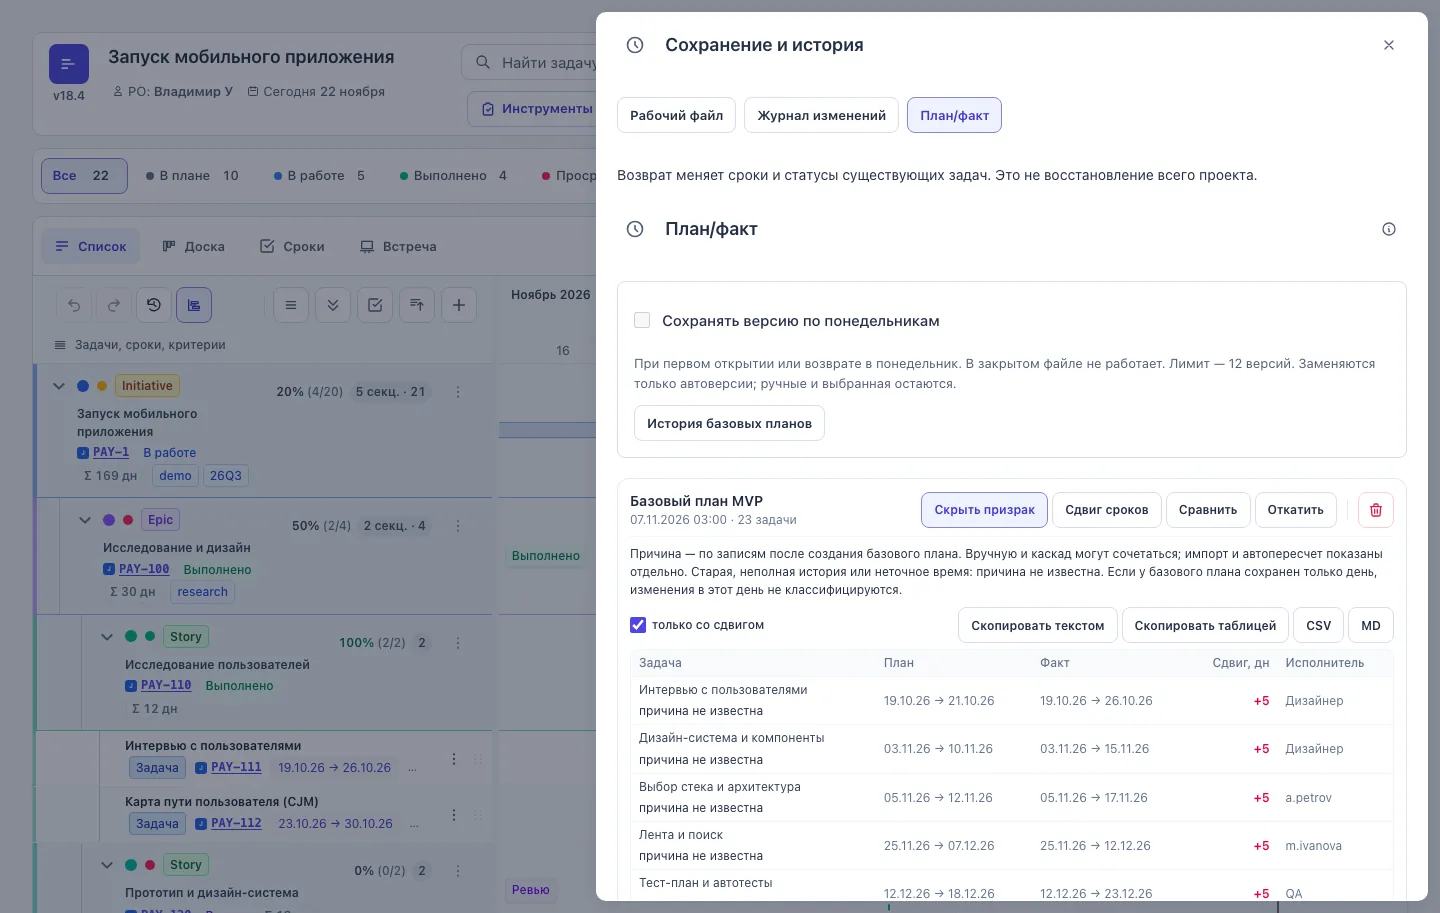 Запуск мобильного приложения
v18.4
PO: Владимир У
Сегодня 22 ноября
Найти задачу
Инструменты
Все 22
В плане 10
В работе 5
Выполнено 4
Список
Доска
Сроки
Встреча
Ноябрь 2026
16
Задачи, сроки, критерии
Initiative
20% (4/20)
5 секц. · 21
Запуск мобильного
приложения
PAY-1 В работе
Σ 169 дн demo 26Q3
Epic
50% (2/4)
2 секц. · 4
Исследование и дизайн
PAY-100 Выполнено
Σ 30 дн research
Выполнено
Story
100% (2/2) 2
Исследование пользователей
PAY-110 Выполнено
Σ 12 дн
Интервью с пользователями
Задача PAY-111 19.10.26 → 26.10.26 ...
Карта пути пользователя (CJM)
Задача PAY-112 23.10.26 → 30.10.26 ...
Story
0% (0/2) 2
Прототип и дизайн-система
Ревью
Сохранение и история
Рабочий файл
Журнал изменений
План/факт
Возврат меняет сроки и статусы существующих задач. Это не восстановление всего проекта.
План/факт
Сохранять версию по понедельникам
При первом открытии или возврате в понедельник. В закрытом файле не работает. Лимит — 12 версий. Заменяются
только автоверсии; ручные и выбранная остаются.
История базовых планов
Базовый план MVP
07.11.2026 03:00 · 23 задачи
Скрыть призрак
Сдвиг сроков
Сравнить
Откатить
Причина — по записям после создания базового плана. Вручную и каскад могут сочетаться; импорт и автопересчет показаны
отдельно. Старая, неполная история или неточное время: причина не известна. Если у базового плана сохранен только день,
изменения в этот день не классифицируются.
только со сдвигом
Скопировать текстом
Скопировать таблицей
CSV
MD
Задача План Факт Сдвиг, дн Исполнитель
Интервью с пользователями
причина не известна
19.10.26 → 21.10.26 19.10.26 → 26.10.26 +5 Дизайнер
Дизайн-система и компоненты
причина не известна
03.11.26 → 10.11.26 03.11.26 → 15.11.26 +5 Дизайнер
Выбор стека и архитектура
причина не известна
05.11.26 → 12.11.26 05.11.26 → 17.11.26 +5 a.petrov
Лента и поиск
причина не известна
25.11.26 → 07.12.26 25.11.26 → 12.12.26 +5 m.ivanova
Тест-план и автотесты
12.12.26 → 18.12.26 12.12.26 → 23.12.26 +5 QA